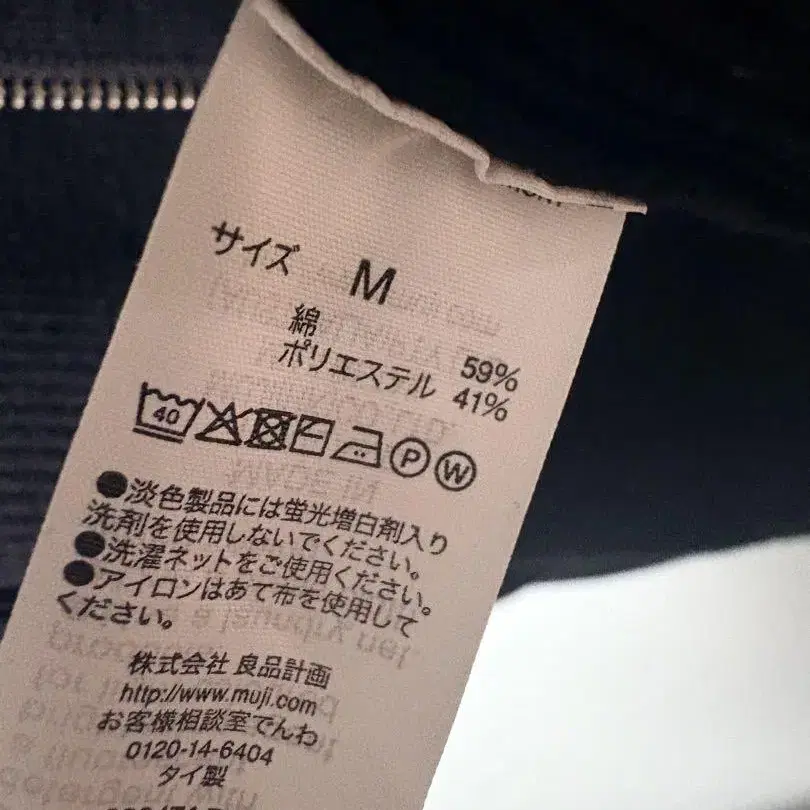 サイズ M
綿 59%
ポリエステル 41%
40 P W
●淡色製品には蛍光増白剤入り
洗剤を使用しないでください。
●洗濯ネットをご使用ください。
●アイロンはあて布を使用して
ください。
株式会社 良品計画
http://www.muji.com
お客様相談室でんわ
0120-14-6404
タイ製